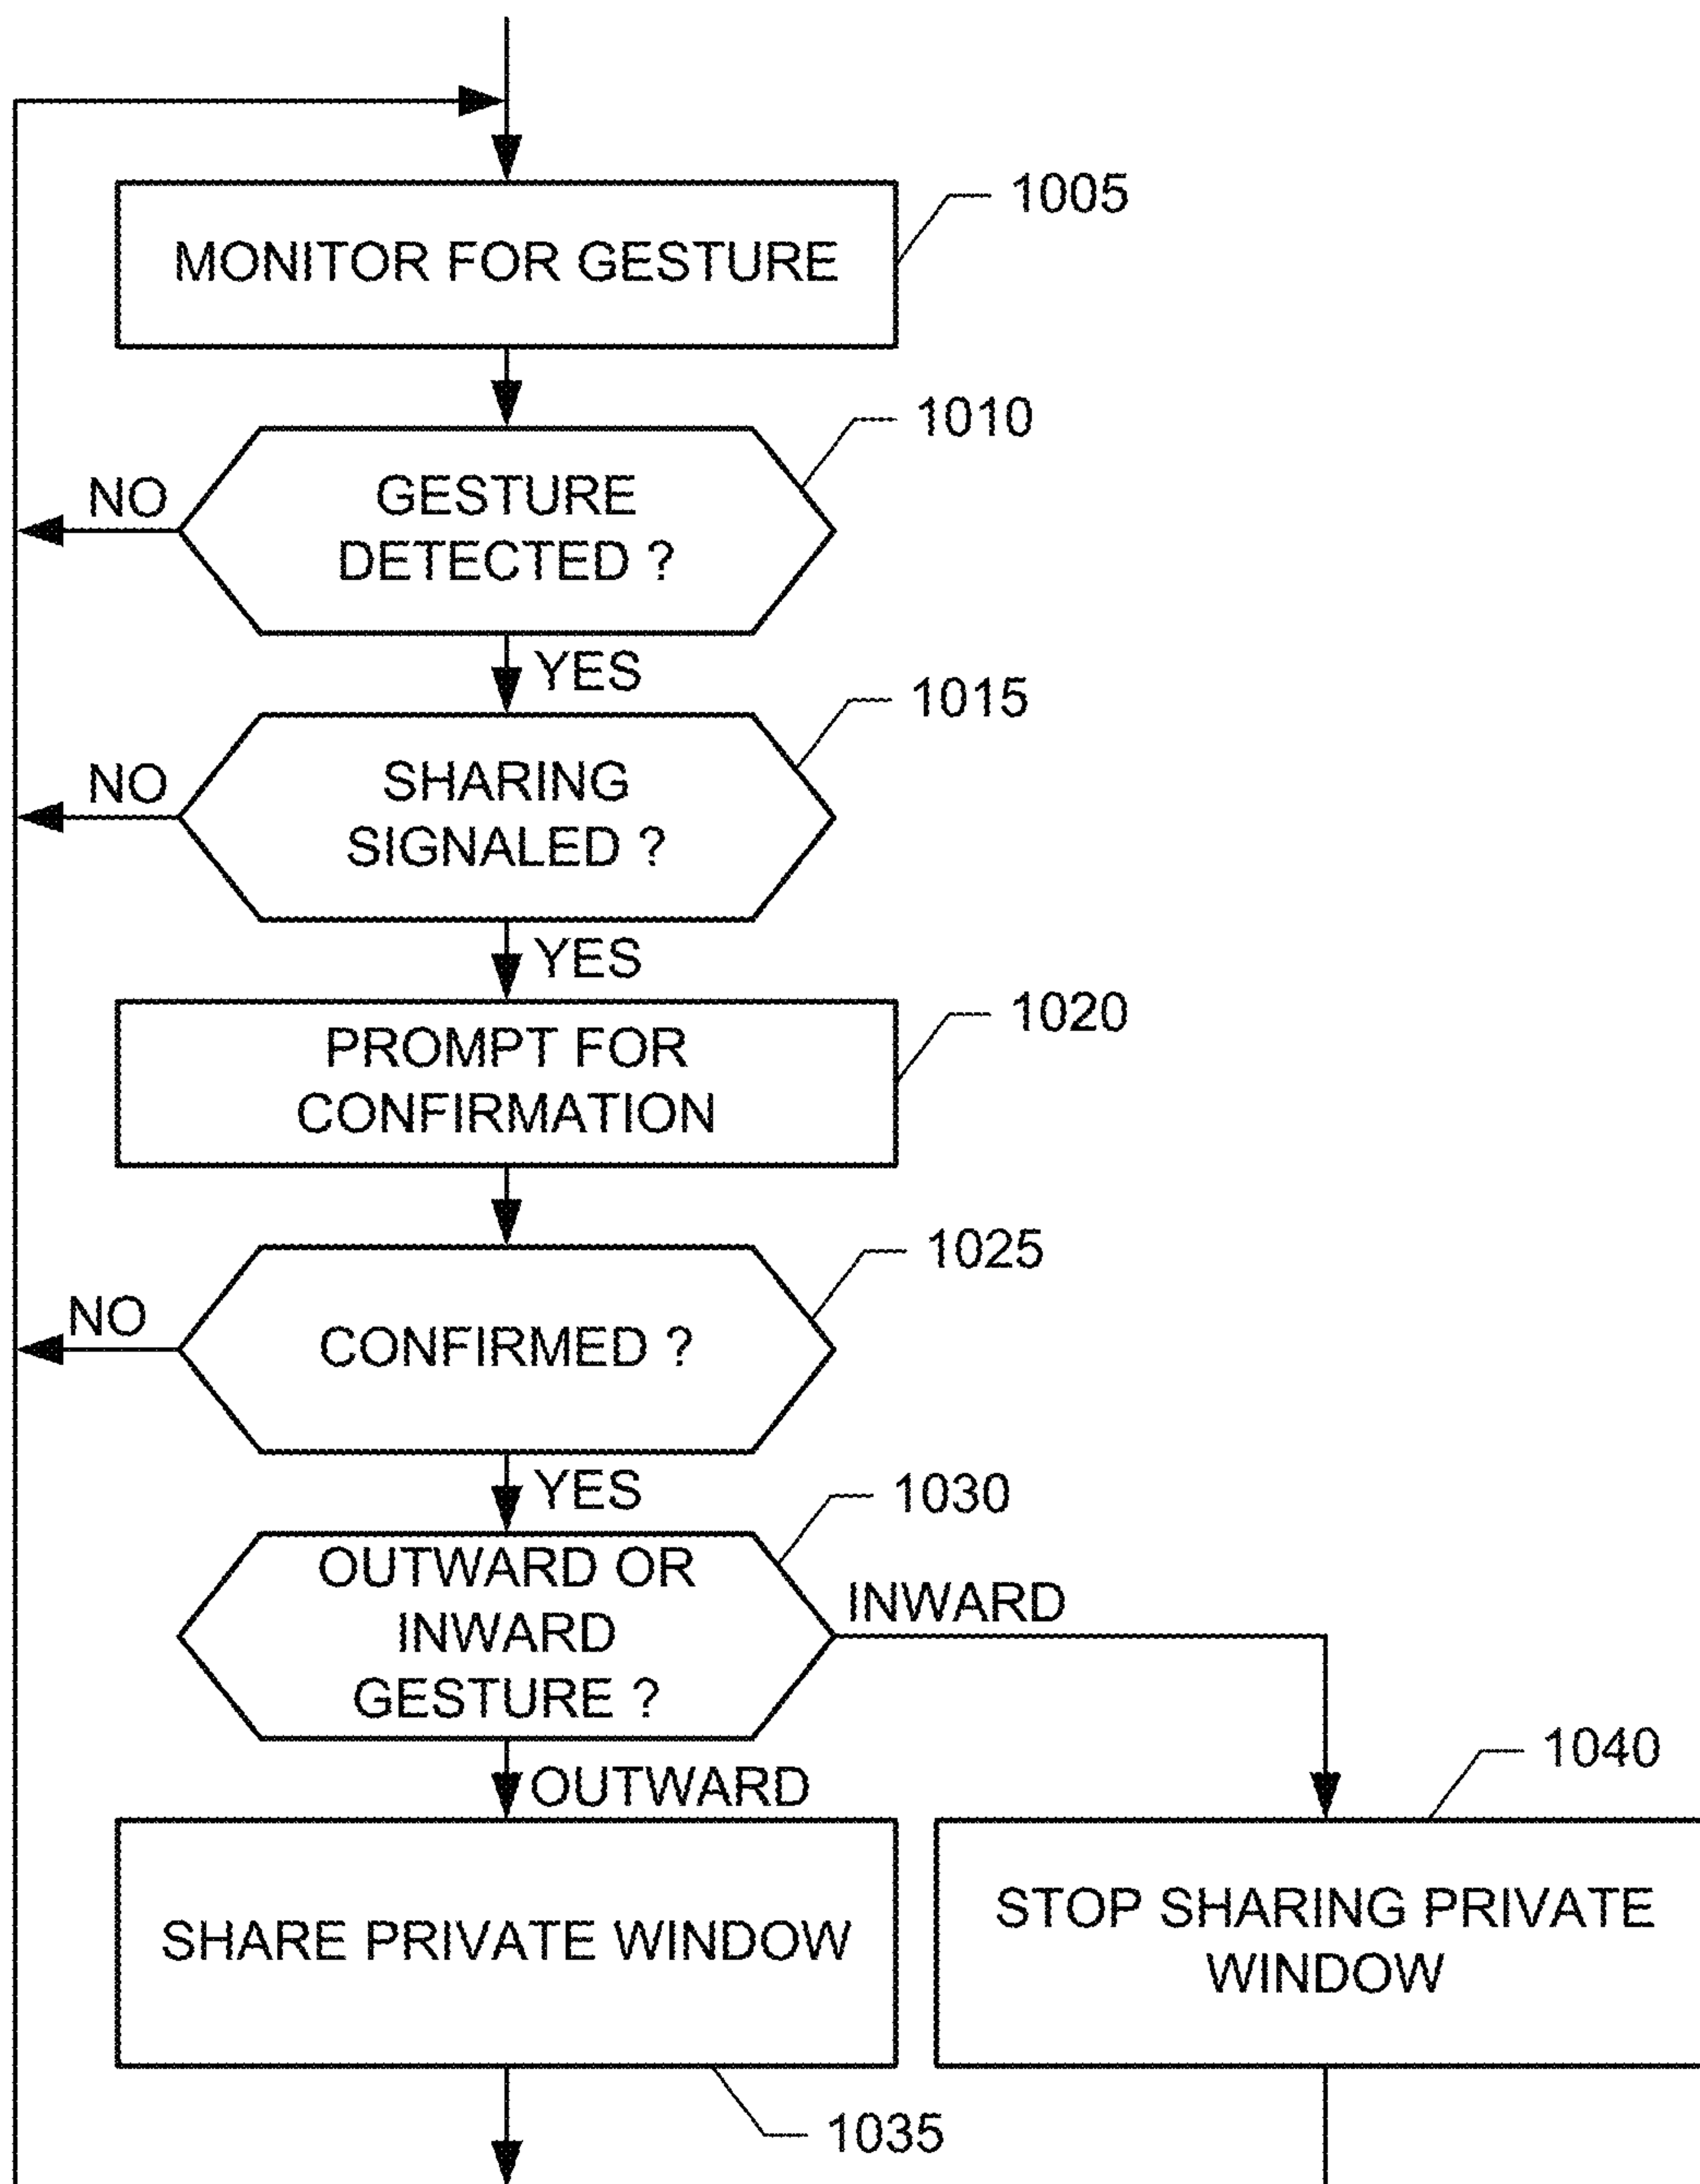 1005
MONITOR FOR GESTURE
1010
NO
GESTURE
DETECTED ?
YES
1015
NO
SHARING
SIGNALED ?
YES
1020
PROMPT FOR
CONFIRMATION
1025
NO
CONFIRMED ?
YES
1030
OUTWARD OR
INWARD
GESTURE ?
INWARD
OUTWARD
1040
SHARE PRIVATE WINDOW
STOP SHARING PRIVATE
WINDOW
1035